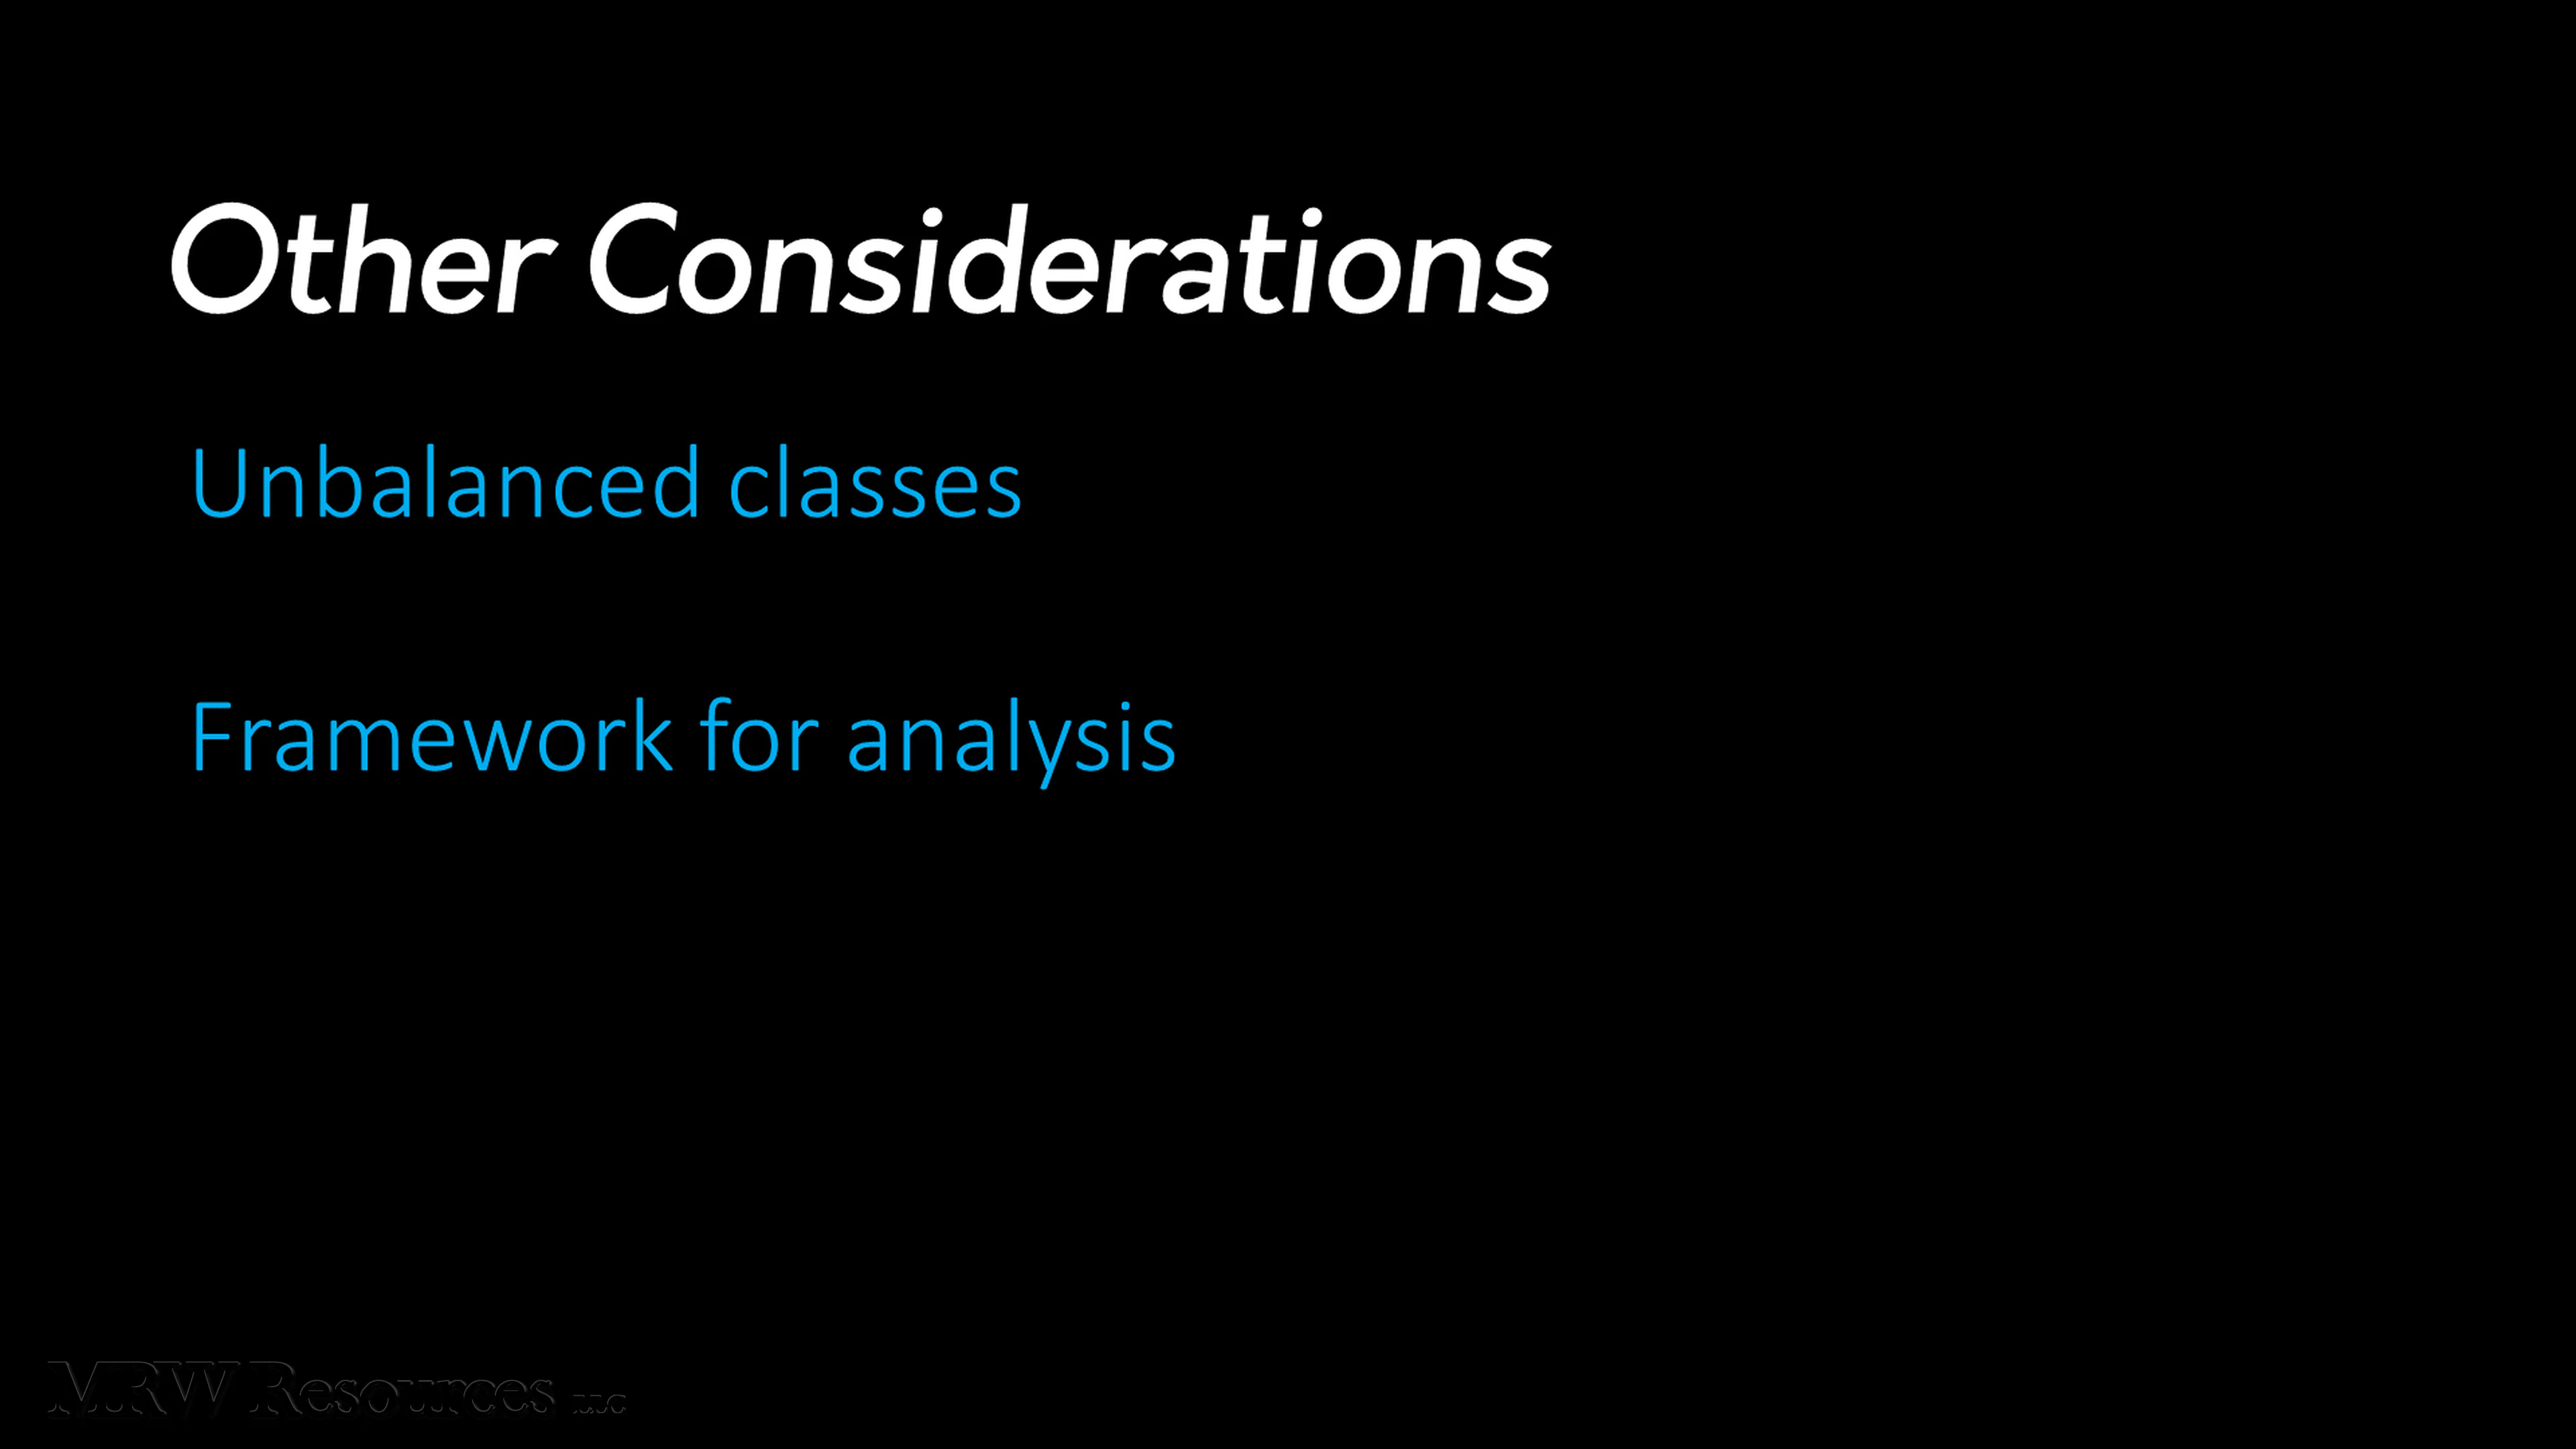 Other Considerations
Unbalanced classes
Framework for analysis
MRW Resources LLC